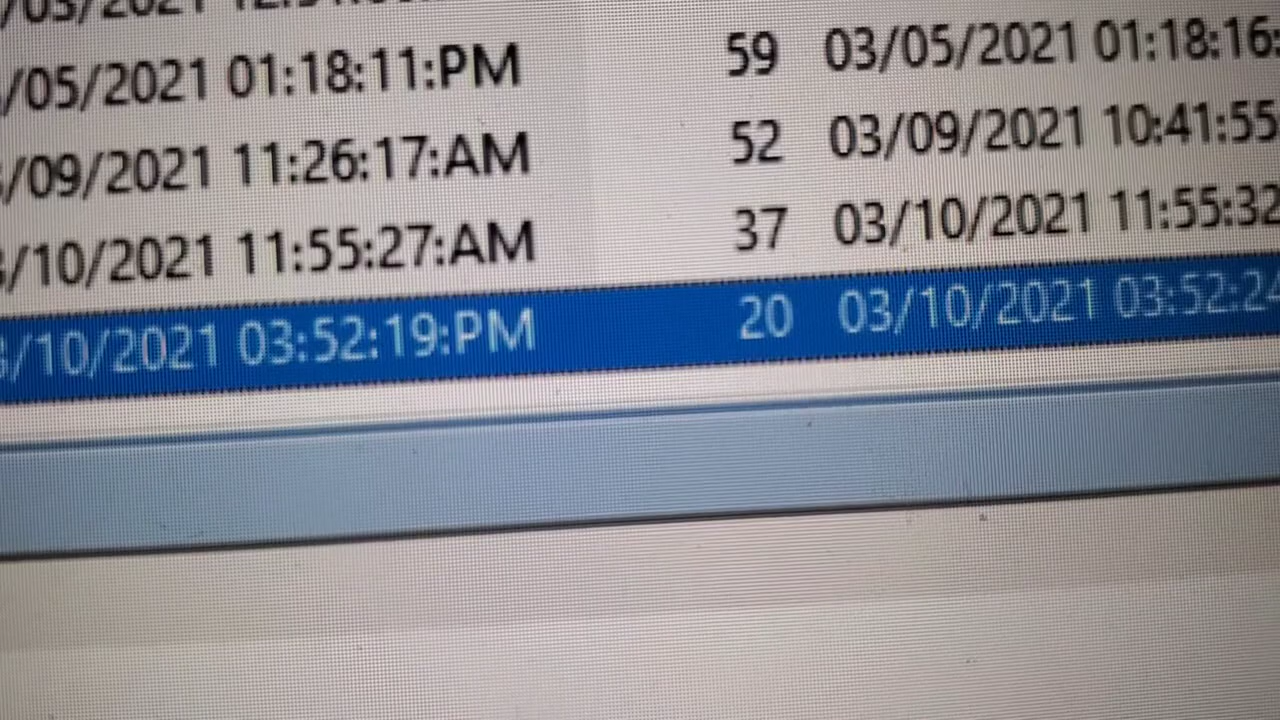 /05/2021 01:18:11:PM 59 03/05/2021 01:18:16:
/09/2021 11:26:17:AM 52 03/09/2021 10:41:55
/10/2021 11:55:27:AM 37 03/10/2021 11:55:32
/10/2021 03:52:19:PM 20 03/10/2021 03:52:24